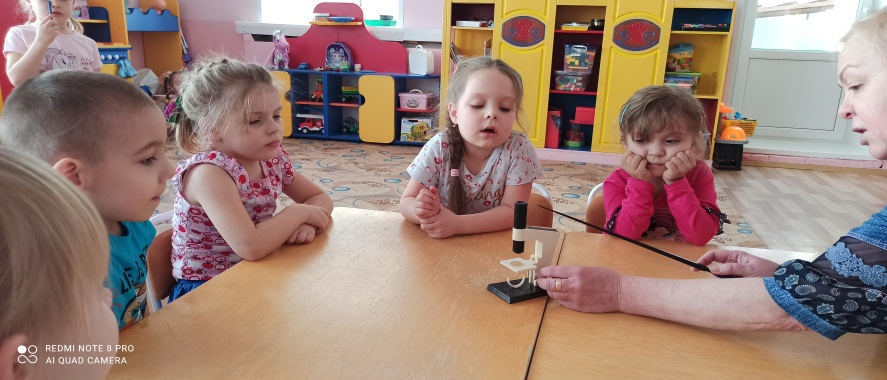 REDMI NOTE 8 PRO
AI QUAD CAMERA